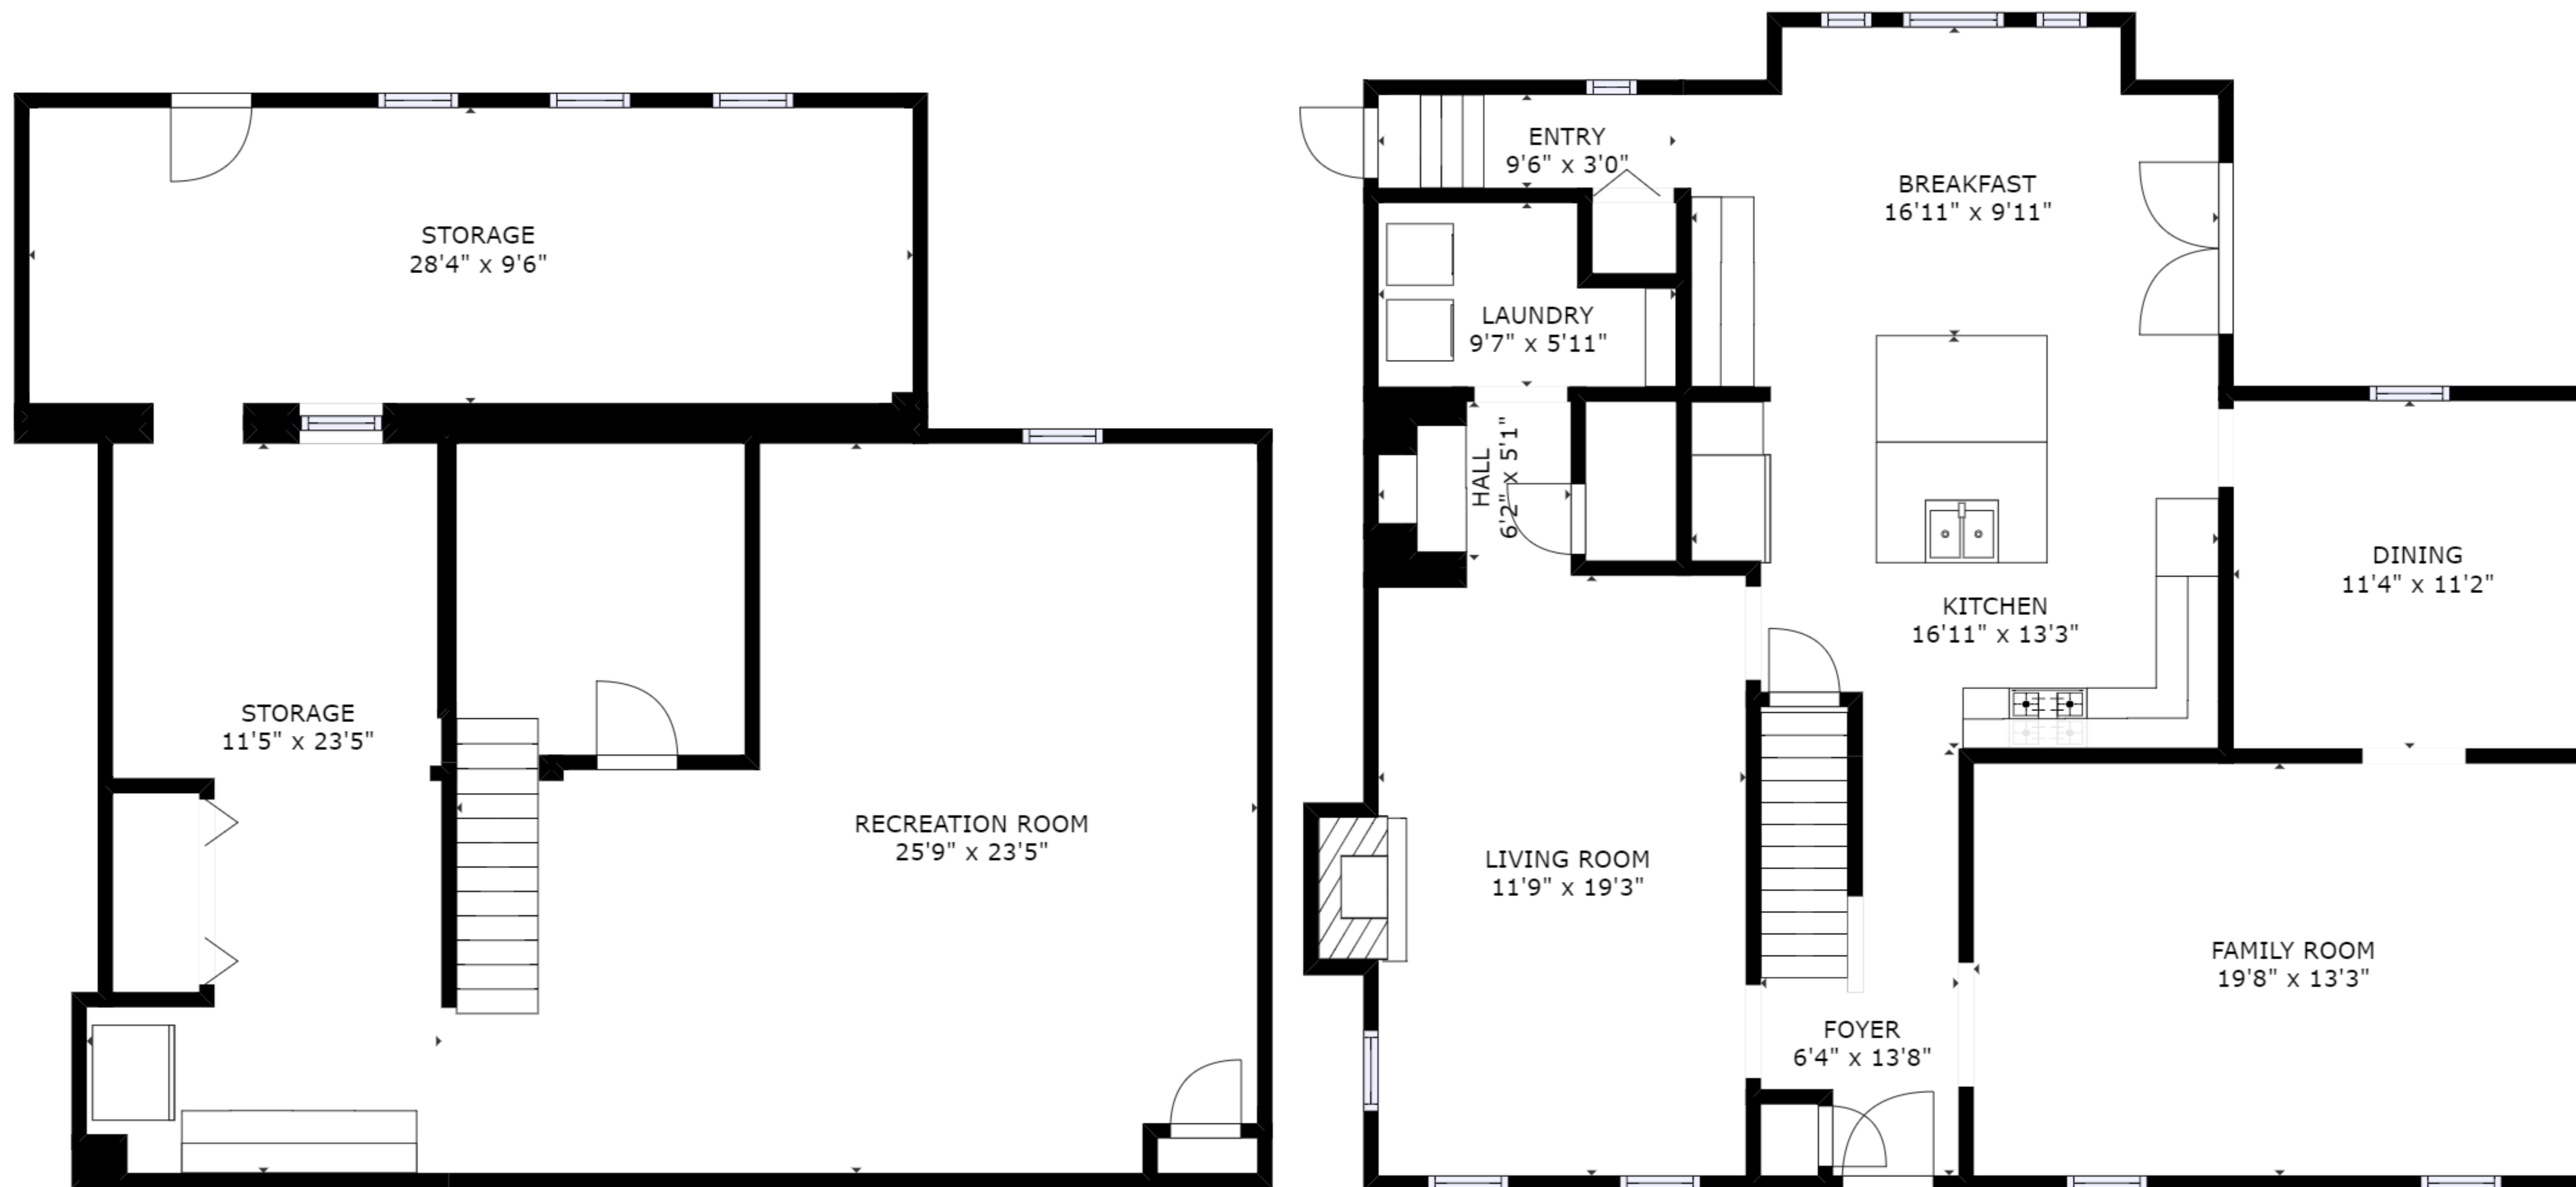 STORAGE
28'4" x 9'6"
STORAGE
11'5" x 23'5"
RECREATION ROOM
25'9" x 23'5"
ENTRY
9'6" x 3'0"
BREAKFAST
16'11" x 9'11"
LAUNDRY
9'7" x 5'11"
HALL
6'2" x 5'1"
KITCHEN
16'11" x 13'3"
DINING
11'4" x 11'2"
LIVING ROOM
11'9" x 19'3"
FAMILY ROOM
19'8" x 13'3"
FOYER
6'4" x 13'8"